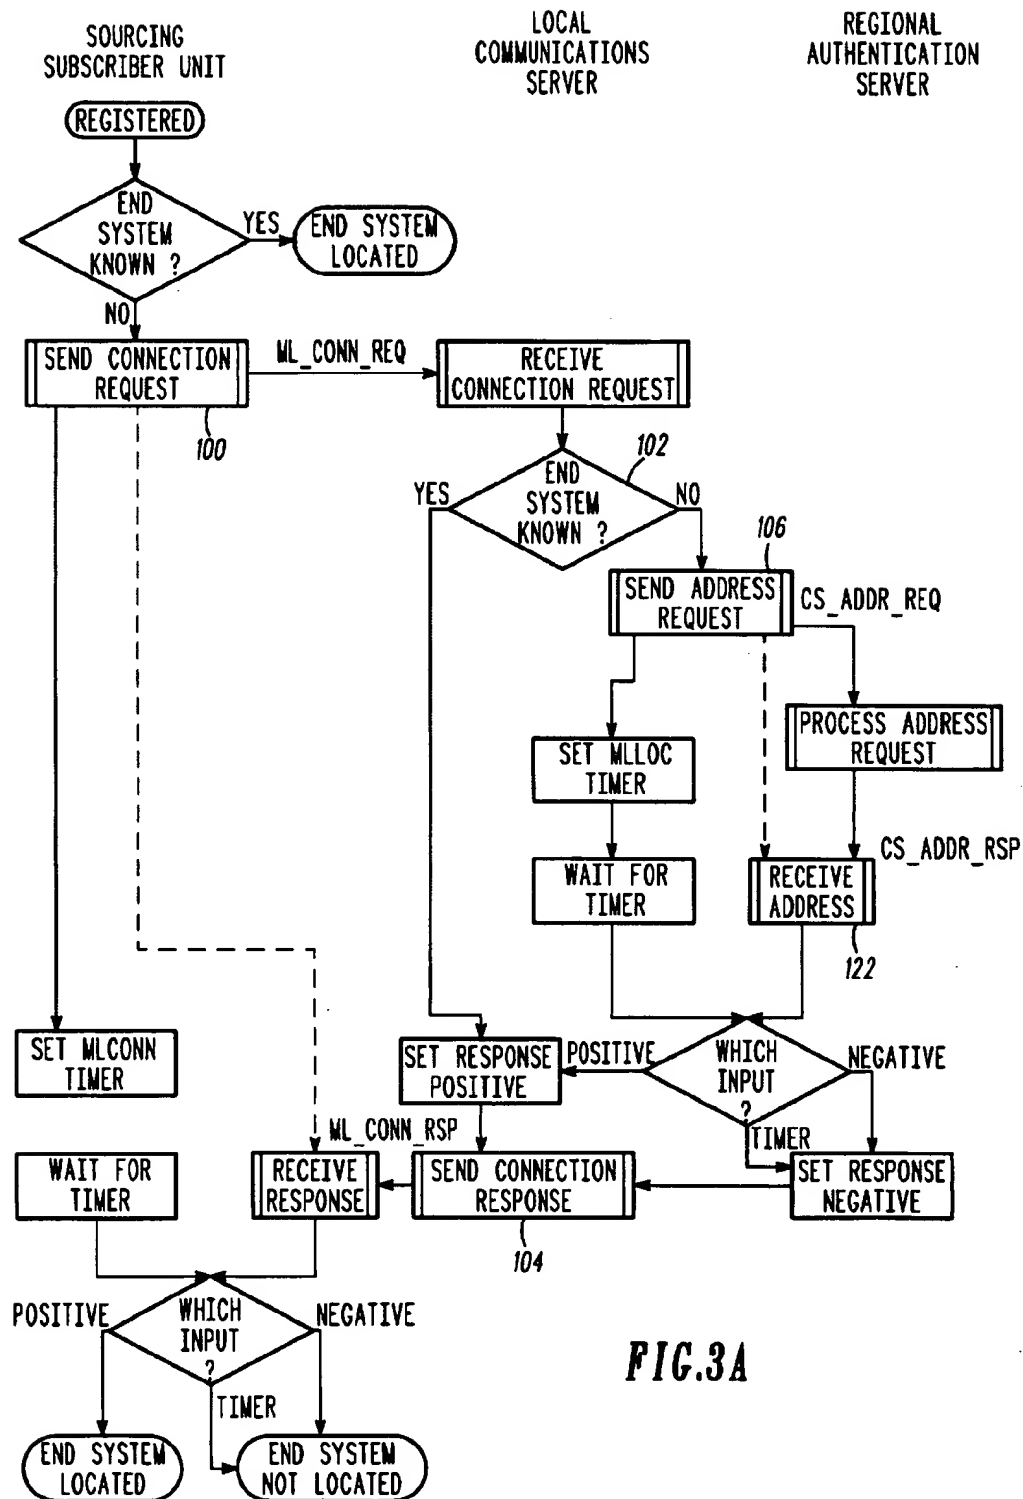 SOURCING
SUBSCRIBER UNIT
LOCAL
COMMUNICATIONS
SERVER
REGIONAL
AUTHENTICATION
SERVER
REGISTERED
END
SYSTEM
KNOWN ?
YES
END SYSTEM
LOCATED
NO
SEND CONNECTION
REQUEST
100
ML_CONN_REQ
RECEIVE
CONNECTION REQUEST
102
END
SYSTEM
KNOWN ?
YES
NO
106
SEND ADDRESS
REQUEST
CS_ADDR_REQ
PROCESS ADDRESS
REQUEST
SET MLLOC
TIMER
CS_ADDR_RSP
WAIT FOR
TIMER
RECEIVE
ADDRESS
122
SET MLCONN
TIMER
SET RESPONSE
POSITIVE
POSITIVE
WHICH
INPUT
?
NEGATIVE
TIMER
ML_CONN_RSP
WAIT FOR
TIMER
RECEIVE
RESPONSE
SEND CONNECTION
RESPONSE
104
SET RESPONSE
NEGATIVE
POSITIVE
WHICH
INPUT
?
NEGATIVE
TIMER
END SYSTEM
LOCATED
END SYSTEM
NOT LOCATED
FIG.3A